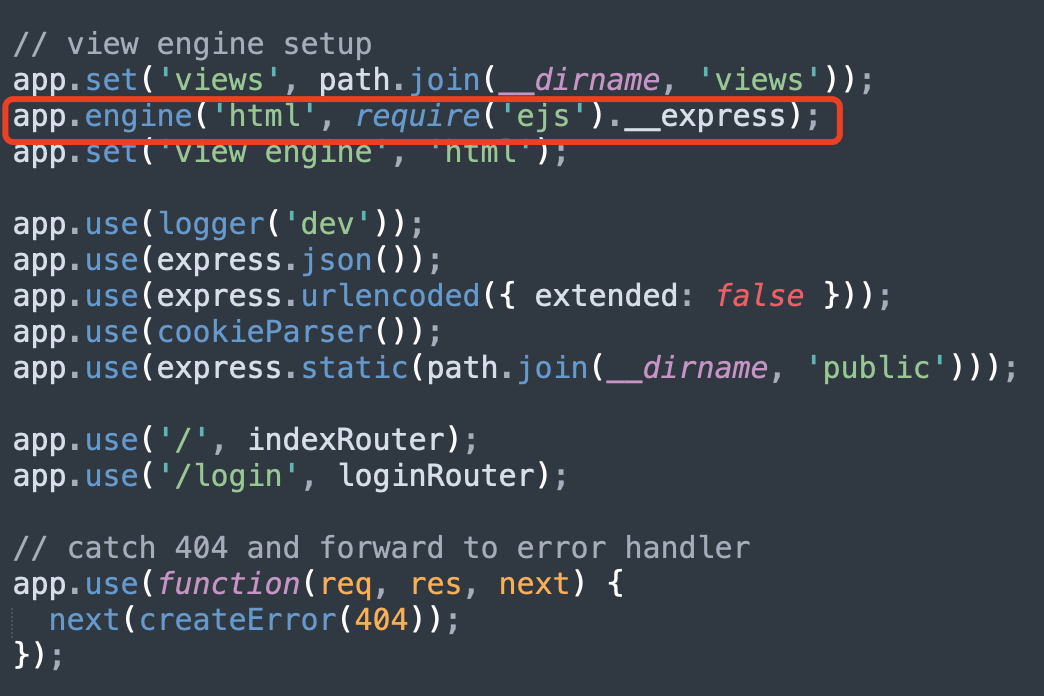 // view engine setup
app.set('views', path.join(__dirname, 'views'));
app.engine('html', require('ejs').__express);
app.set('view engine', 'html');
app.use(logger('dev'));
app.use(express.json());
app.use(express.urlencoded({ extended: false }));
app.use(cookieParser());
app.use(express.static(path.join(__dirname, 'public')));
app.use('/', indexRouter);
app.use('/login', loginRouter);
// catch 404 and forward to error handler
app.use(function(req, res, next) {
  next(createError(404));
});